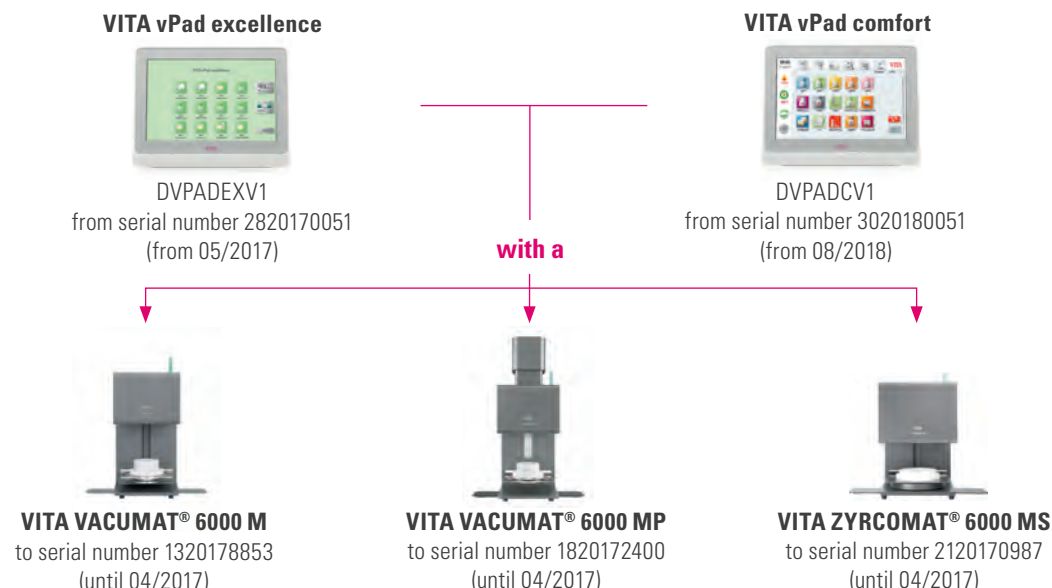 VITA vPad excellence
VITA vPad comfort
VITA
DVPADEXV1
from serial number 2820170051
(from 05/2017)
DVPADCV1
from serial number 3020180051
(from 08/2018)
with a
VITA VACUMAT® 6000 M
to serial number 1320178853
(until 04/2017)
VITA VACUMAT® 6000 MP
to serial number 1820172400
(until 04/2017)
VITA ZYRCOMAT® 6000 MS
to serial number 2120170987
(until 04/2017)